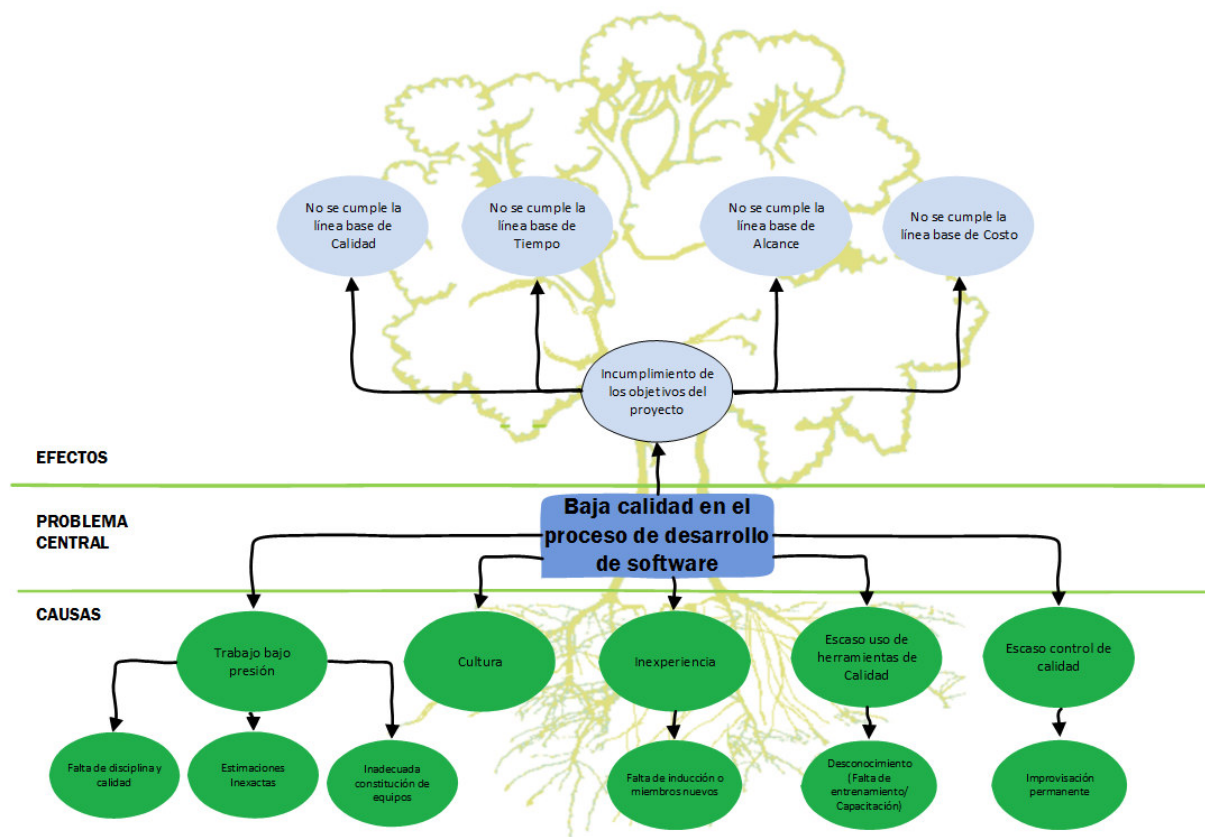 No se cumple la
línea base de
Calidad
No se cumple la
línea base de
Tiempo
No se cumple la
línea base de
Alcance
No se cumple la
línea base de Costo
Incumplimiento de
los objetivos del
proyecto
EFECTOS
PROBLEMA
CENTRAL
Baja calidad en el
proceso de desarrollo
de software
CAUSAS
Trabajo bajo
presión
Cultura
Inexperiencia
Escaso uso de
herramientas de
Calidad
Escaso control de
calidad
Falta de disciplina y
calidad
Estimaciones
Inexactas
Inadecuada
constitución de
equipos
Falta de inducción o
miembros nuevos
Desconocimiento
(Falta de
entrenamiento/
Capacitación)
Improvisación
permanente